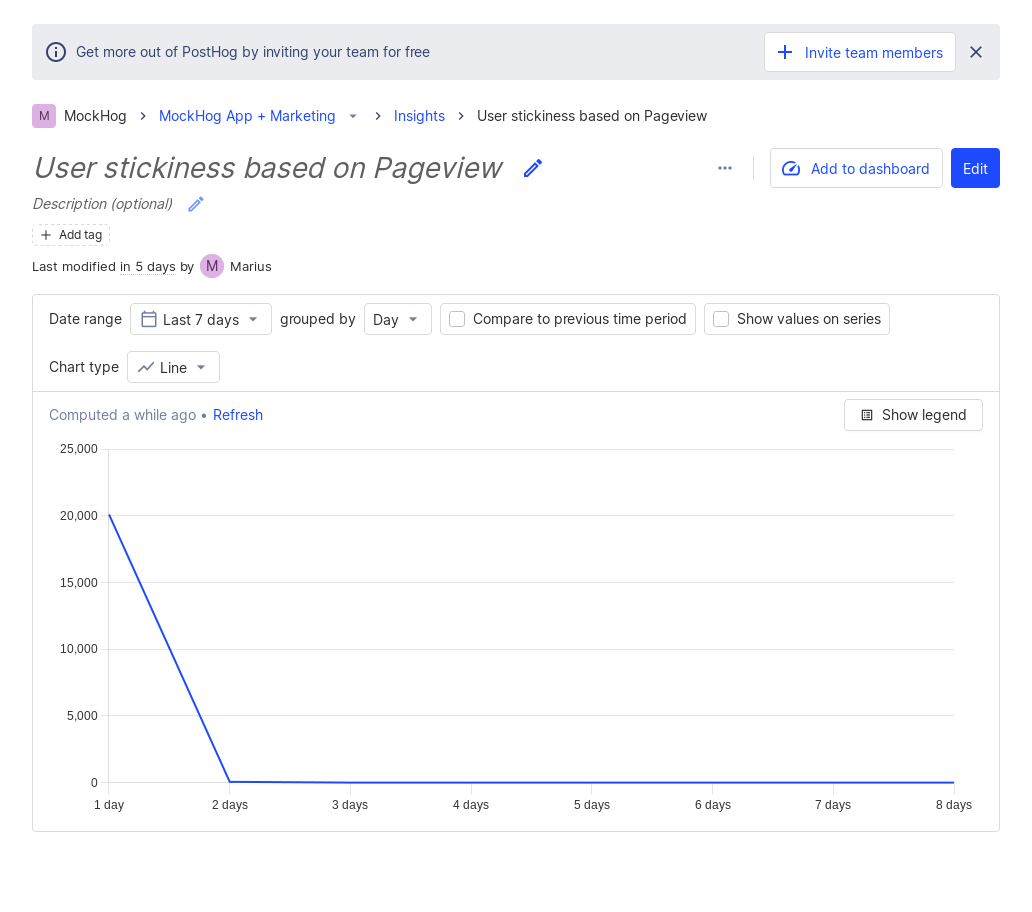 Get more out of PostHog by inviting your team for free
Invite team members
M MockHog MockHog App + Marketing Insights User stickiness based on Pageview
User stickiness based on Pageview
Add to dashboard
Edit
Description (optional)
Add tag
Last modified in 5 days by M Marius
Date range Last 7 days grouped by Day Compare to previous time period Show values on series
Chart type Line
Computed a while ago • Refresh
Show legend
25,000
20,000
15,000
10,000
5,000
0
1 day 2 days 3 days 4 days 5 days 6 days 7 days 8 days